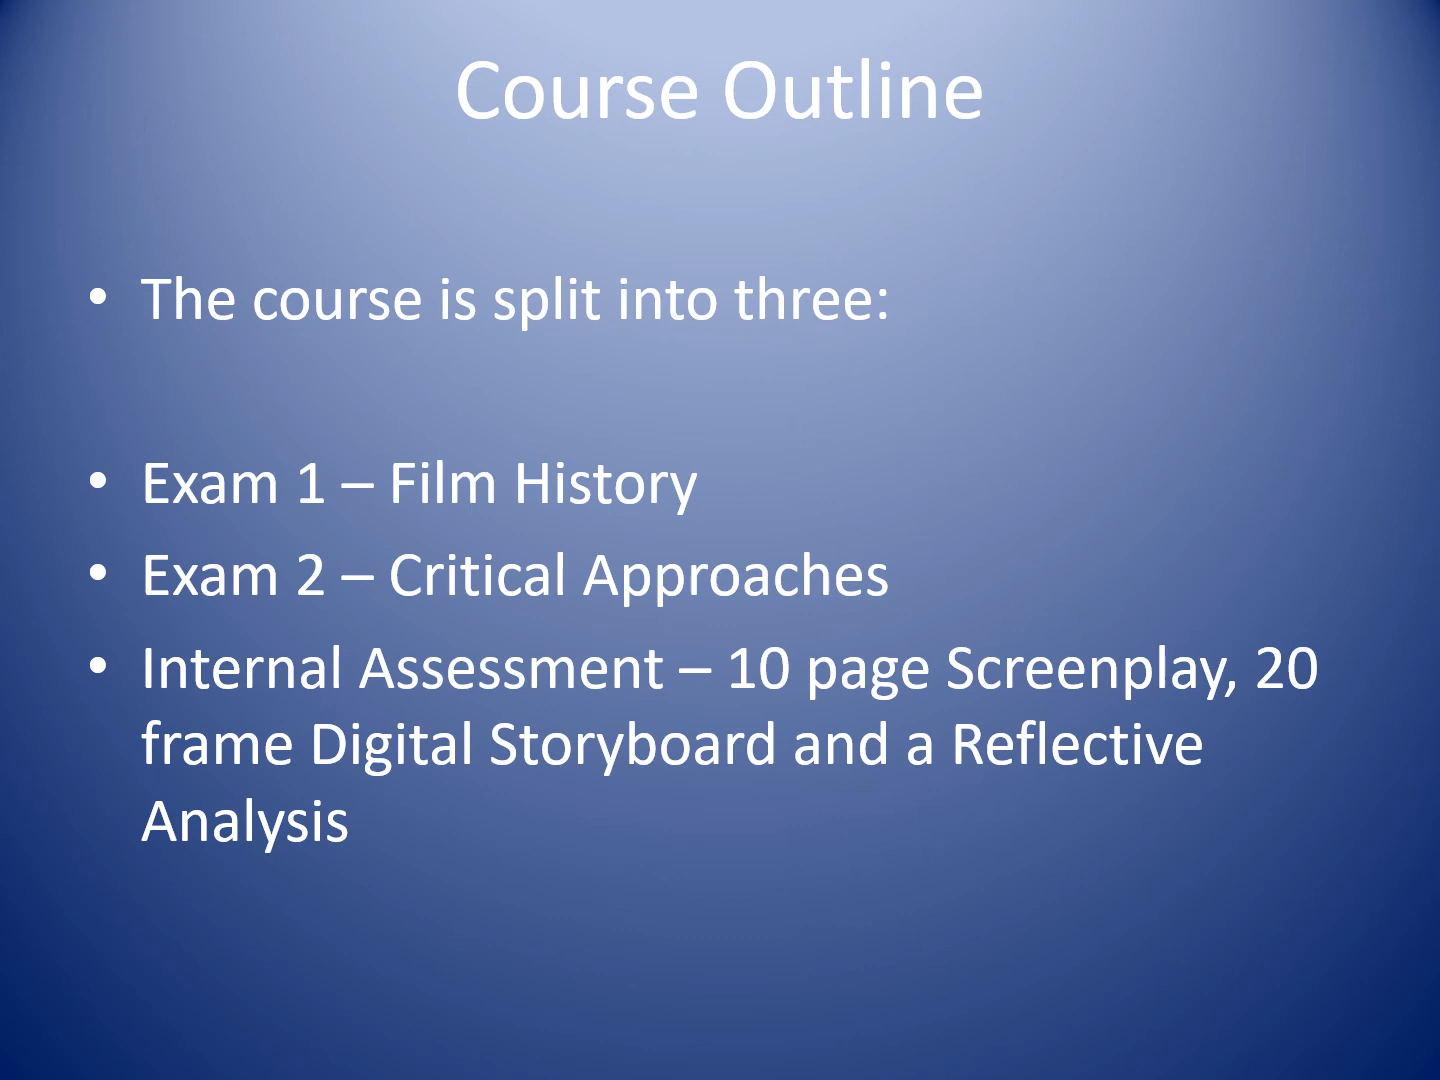 Course Outline
• The course is split into three:
• Exam 1 – Film History
• Exam 2 – Critical Approaches
• Internal Assessment – 10 page Screenplay, 20
frame Digital Storyboard and a Reflective
Analysis